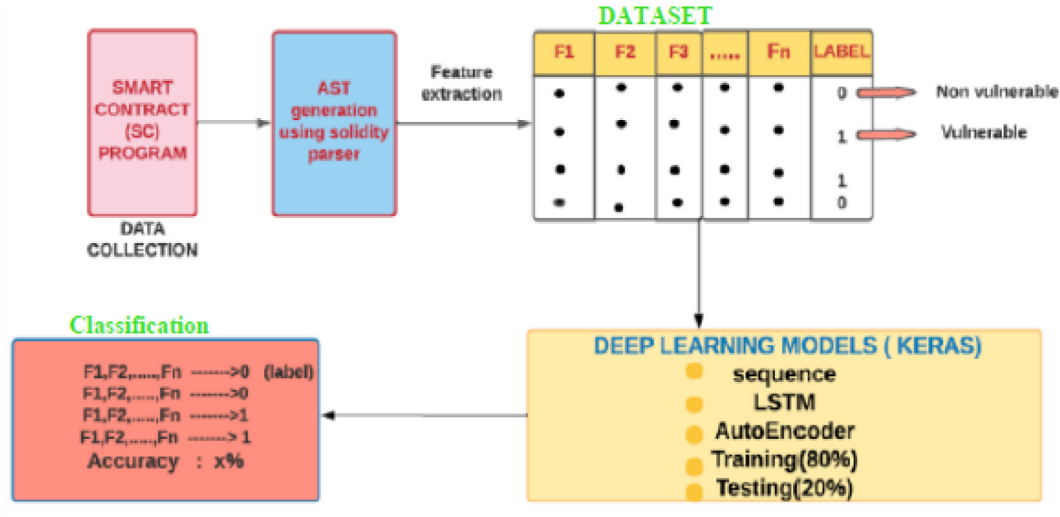 DATASET
SMART
CONTRACT
(SC)
PROGRAM
DATA
COLLECTION
AST
generation
using solidity
parser
Feature
extraction
F1 F2 F3 ..... Fn LABEL
0 Non vulnerable
1 Vulnerable
1
0
DEEP LEARNING MODELS ( KERAS)
sequence
LSTM
AutoEncoder
Training(80%)
Testing(20%)
Classification
F1,F2,.....,Fn ------->0 (label)
F1,F2,.....,Fn ------->0
F1,F2,.....,Fn ------->1
F1,F2,.....,Fn -------> 1
Accuracy : x%